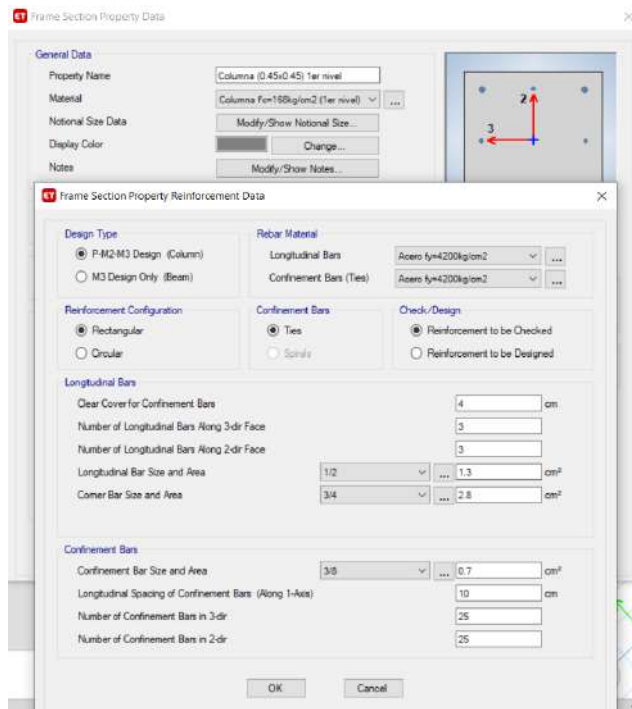 ET Frame Section Property Data
General Data
Property Name Columna (0.45x0.45) 1er nivel
Material Columna Fc=168kg/cm2 (1er nivel) ...
Notional Size Data Modify/Show Notional Size...
Display Color Change...
Notes Modify/Show Notes...
2
3
ET Frame Section Property Reinforcement Data
Design Type Rebar Material
P-M2-M3 Design (Column) Longitudinal Bars Acero fy=4200kg/cm2 ...
M3 Design Only (Beam) Confinement Bars (Ties) Acero fy=4200kg/cm2 ...
Reinforcement Configuration Confinement Bars Check/Design
Rectangular Ties Reinforcement to be Checked
Circular Spirals Reinforcement to be Designed
Longitudinal Bars
Clear Cover for Confinement Bars 4 cm
Number of Longitudinal Bars Along 3-dir Face 3
Number of Longitudinal Bars Along 2-dir Face 3
Longitudinal Bar Size and Area 1/2 ... 1.3 cm²
Corner Bar Size and Area 3/4 ... 2.8 cm²
Confinement Bars
Confinement Bar Size and Area 3/8 ... 0.7 cm²
Longitudinal Spacing of Confinement Bars (Along 1-Axis) 10 cm
Number of Confinement Bars in 3-dir 25
Number of Confinement Bars in 2-dir 25
OK Cancel